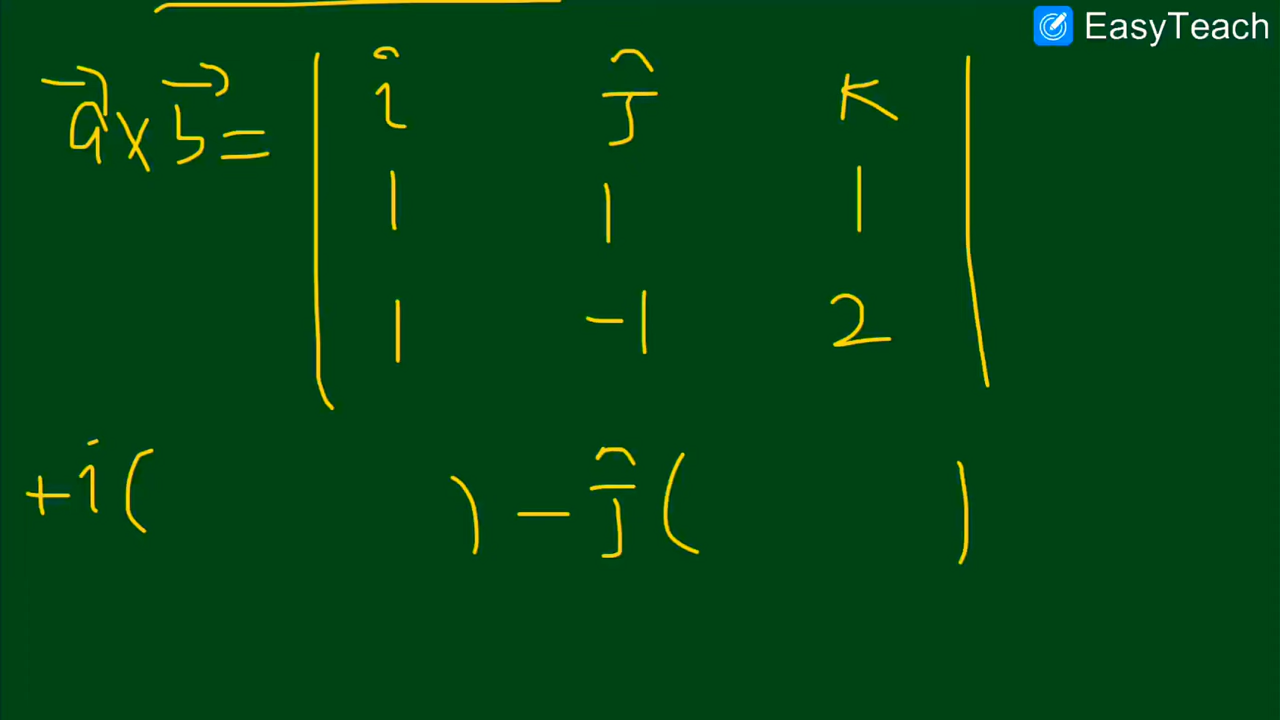 EasyTeach
a⃗ x b⃗ = | î ĵ k |
1 1 1
1 -1 2
+i ( ) - ĵ ( )